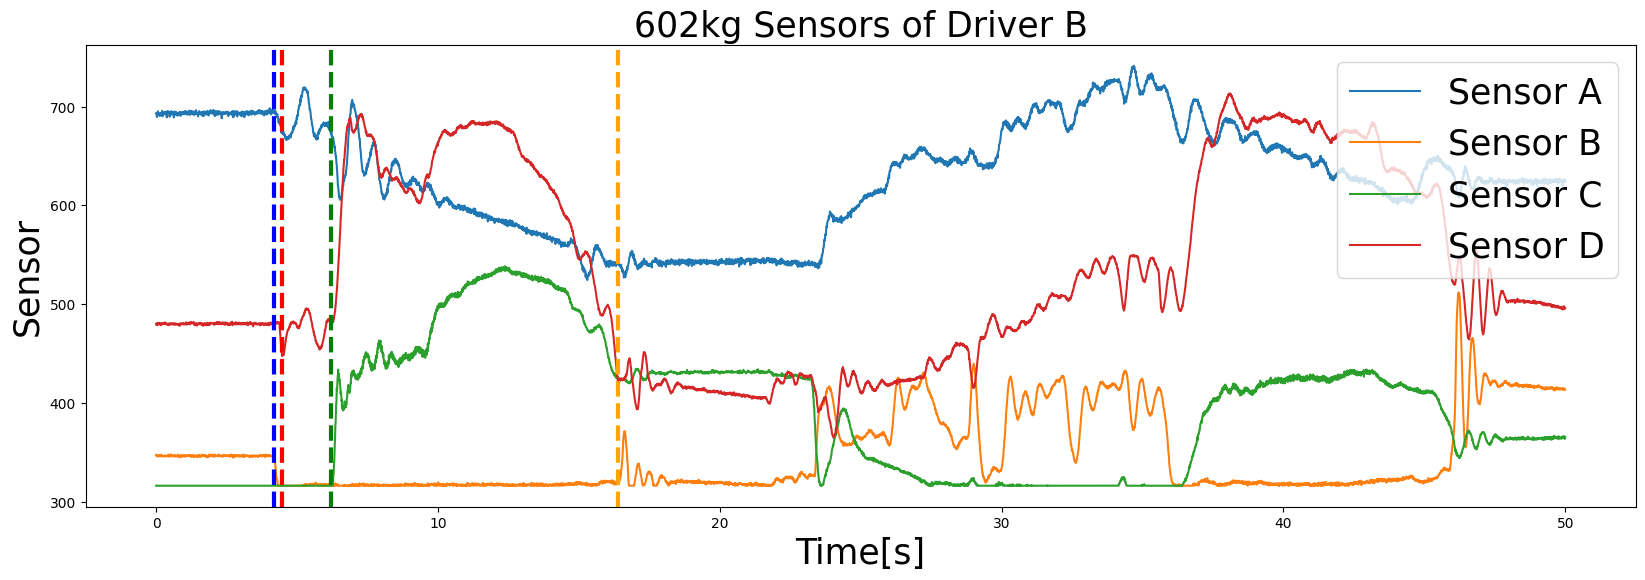 602kg Sensors of Driver B
Sensor
700
600
500
400
300
0
10
20
30
40
50
Time[s]
Sensor A
Sensor B
Sensor C
Sensor D